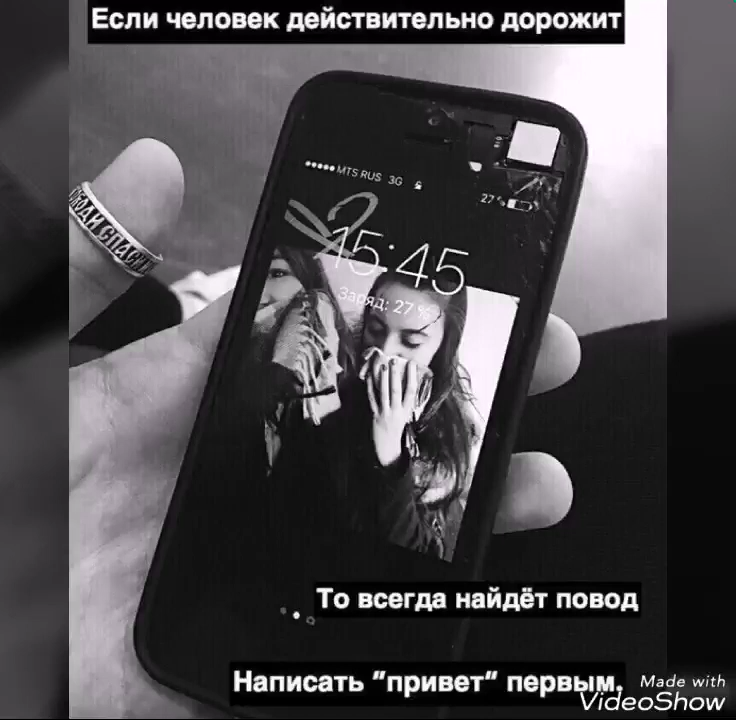 Если человек действительно дорожит
MTS RUS 3G
27 %
15:45
Заряд: 27 %
То всегда найдёт повод
Написать "привет" первым.
Made with
VideoShow